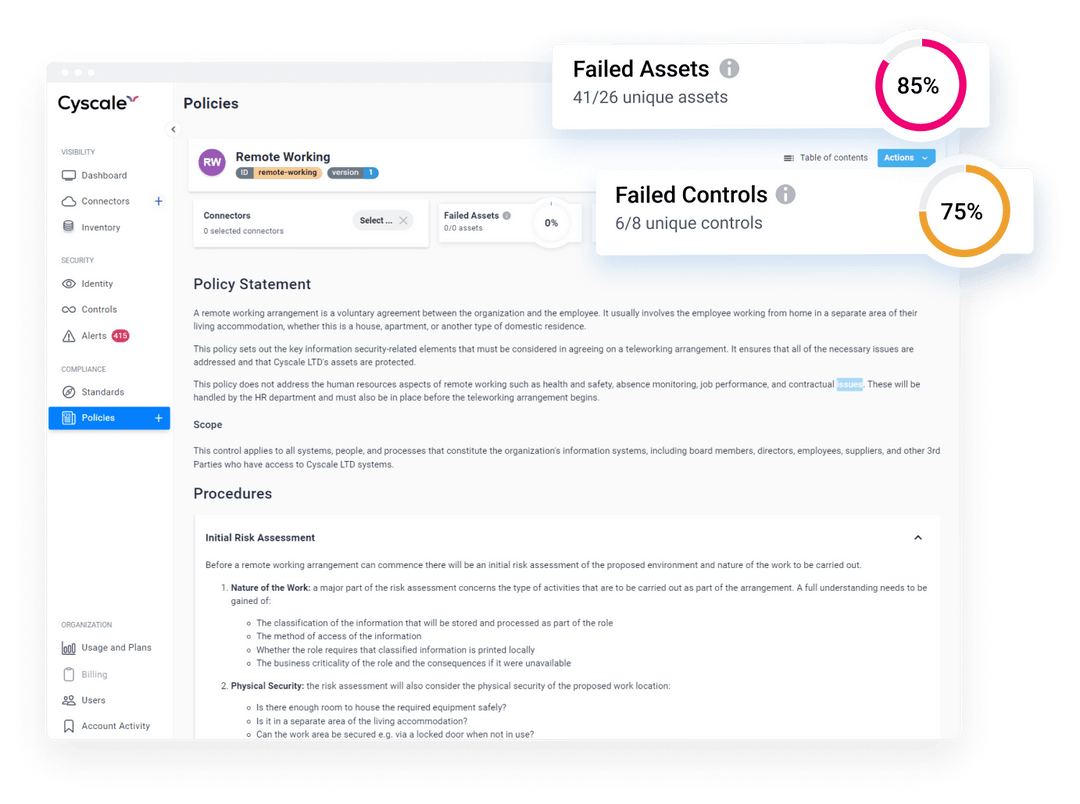 Failed Assets
41/26 unique assets
85%
Cyscale
Policies
VISIBILITY
Dashboard
Connectors
Inventory
SECURITY
Identity
Controls
Alerts 415
COMPLIANCE
Standards
Policies
ORGANIZATION
Usage and Plans
Billing
Users
Account Activity
RW
Remote Working
ID remote-working version 1
Table of contents
Actions
Failed Controls
6/8 unique controls
75%
Connectors
0 selected connectors
Select ...
Failed Assets
0/0 assets
0%
Policy Statement
A remote working arrangement is a voluntary agreement between the organization and the employee. It usually involves the employee working from home in a separate area of their
living accommodation, whether this is a house, apartment, or another type of domestic residence.
This policy sets out the key information security-related elements that must be considered in agreeing on a teleworking arrangement. It ensures that all of the necessary issues are
addressed and that Cyscale LTD's assets are protected.
This policy does not address the human resources aspects of remote working such as health and safety, absence monitoring, job performance, and contractual issues. These will be
handled by the HR department and must also be in place before the teleworking arrangement begins.
Scope
This control applies to all systems, people, and processes that constitute the organization's information systems, including board members, directors, employees, suppliers, and other 3rd
Parties who have access to Cyscale LTD systems.
Procedures
Initial Risk Assessment
Before a remote working arrangement can commence there will be an initial risk assessment of the proposed environment and nature of the work to be carried out.
1. Nature of the Work: a major part of the risk assessment concerns the type of activities that are to be carried out as part of the arrangement. A full understanding needs to be
gained of:
The classification of the information that will be stored and processed as part of the role
The method of access of the information
Whether the role requires that classified information is printed locally
The business criticality of the role and the consequences if it were unavailable
2. Physical Security: the risk assessment will also consider the physical security of the proposed work location:
Is there enough room to house the required equipment safely?
Is it in a separate area of the living accommodation?
Can the work area be secured e.g. via a locked door when not in use?